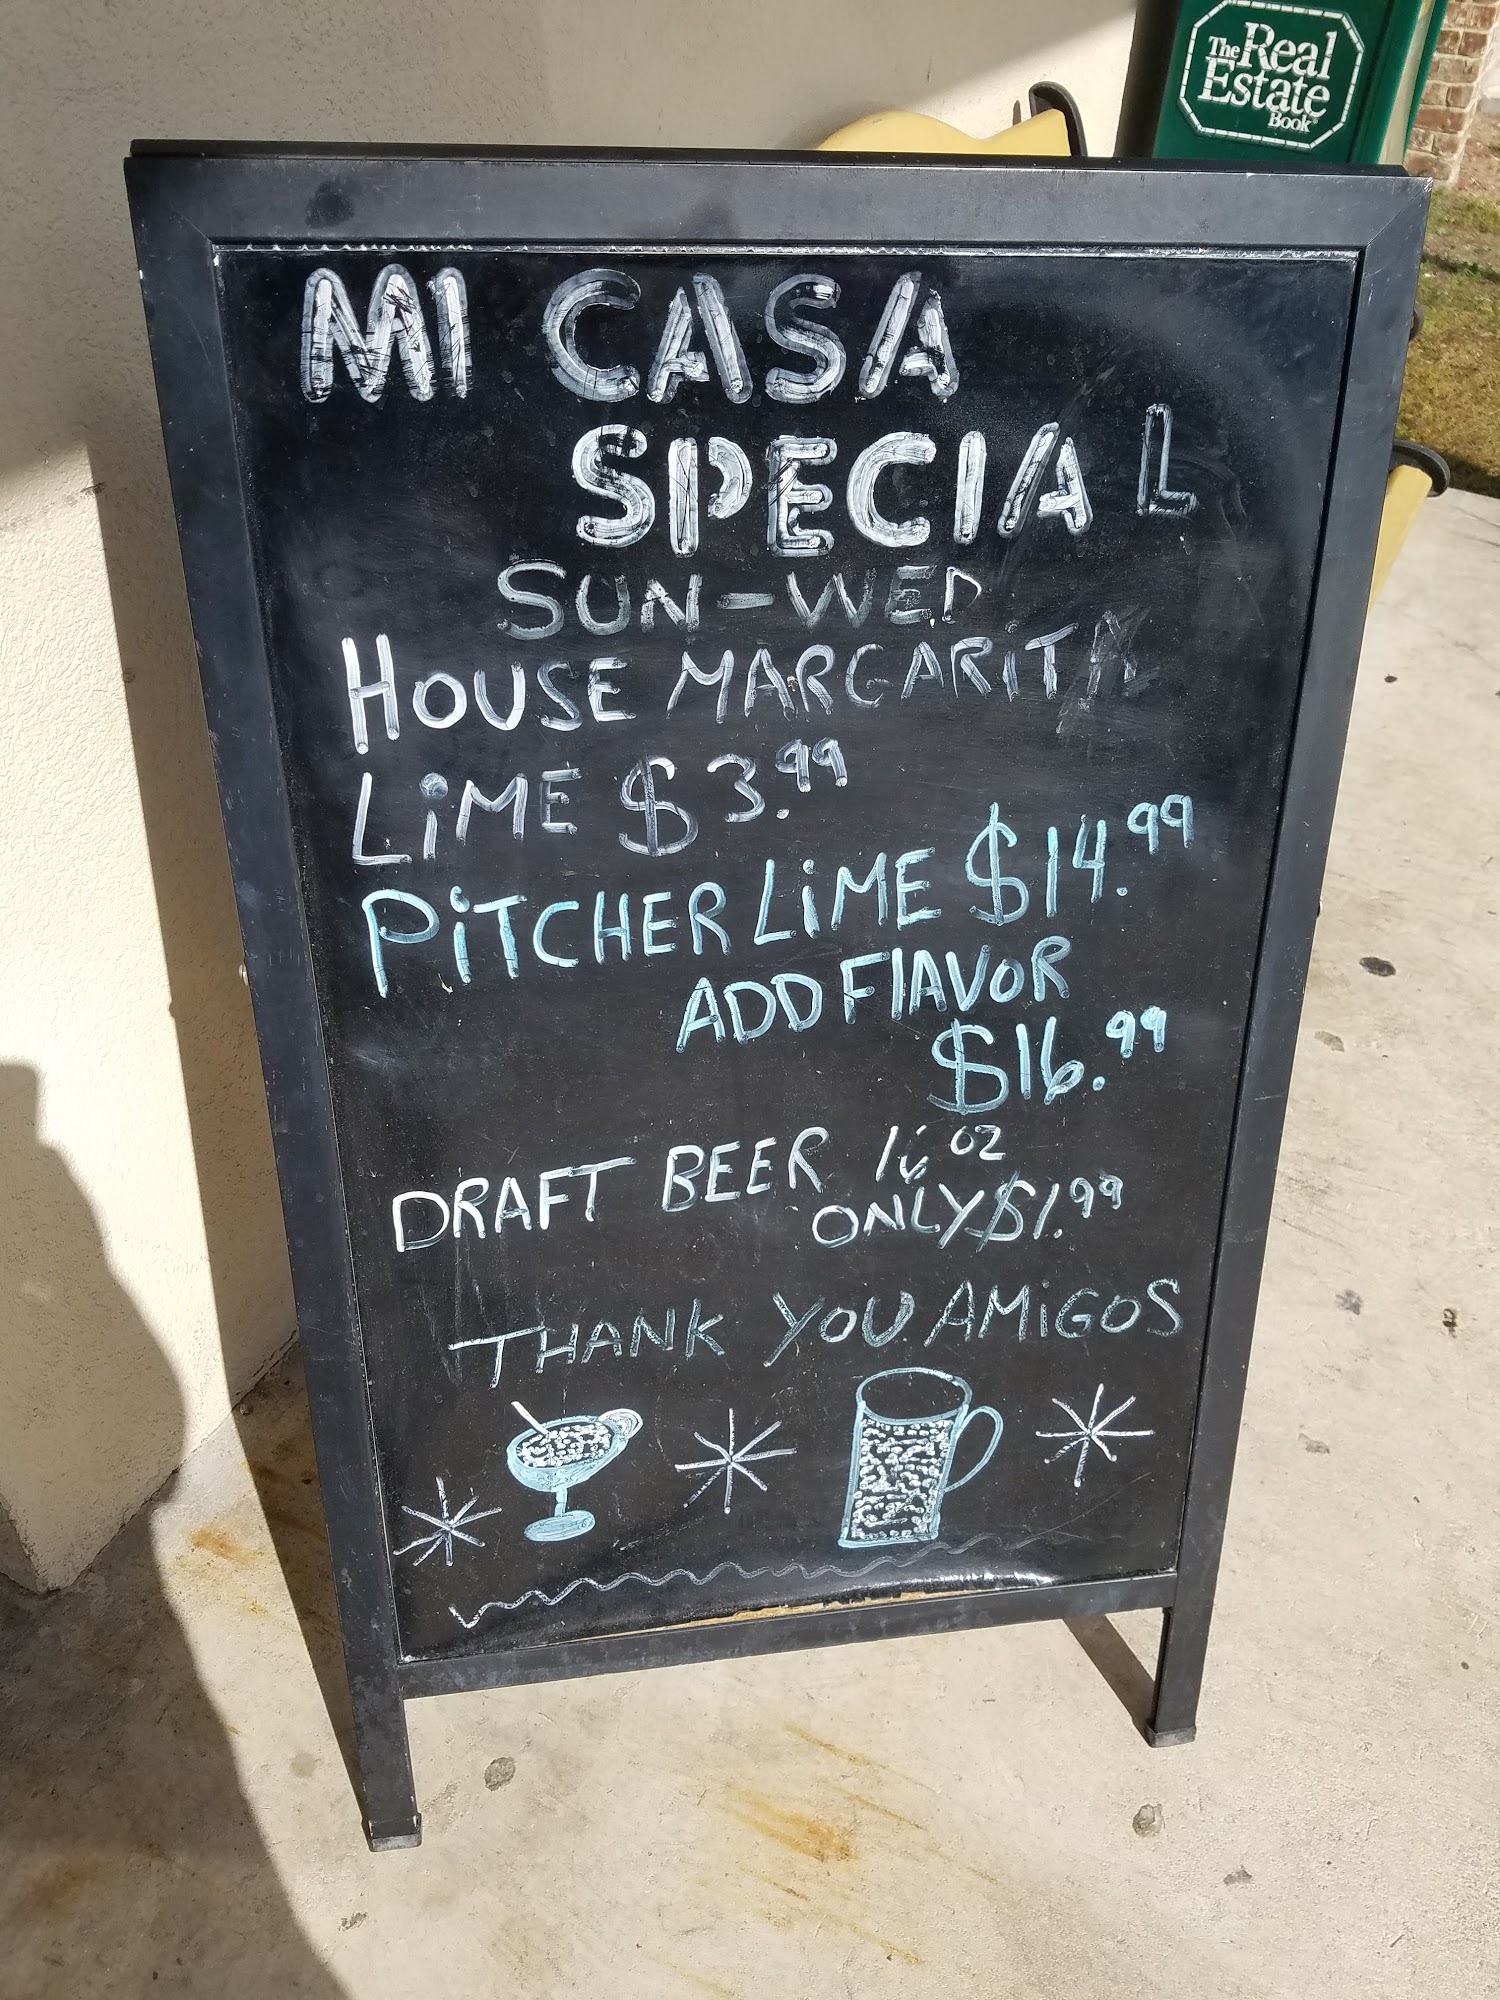 The Real
Estate
Book
MI CASA
SPECIAL
SUN-WED
HOUSE MARGARITA
LiME $3.99
PiTCHER LiME $14.99
ADD FlAVOR
$16.99
DRAFT BEER 16 OZ
ONLY $1.99
THANK YOU AMiGOS